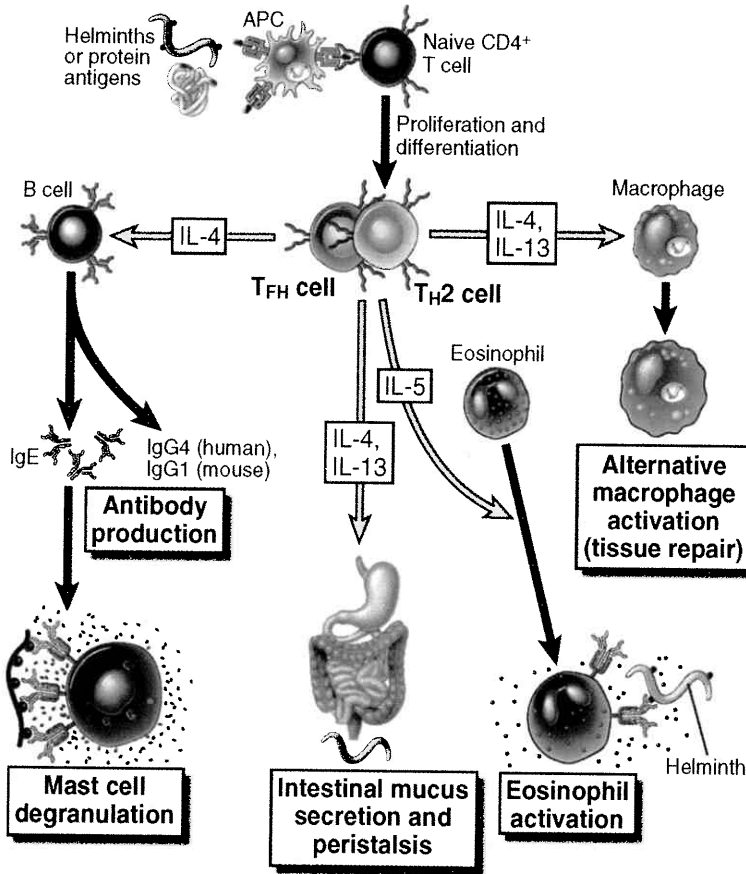 Helminths
or protein
antigens
APC
Naive CD4⁺
T cell
Proliferation and
differentiation
B cell
IL-4
IL-4,
IL-13
Macrophage
T_FH cell
T_H2 cell
Eosinophil
IL-5
IL-4,
IL-13
IgE
IgG4 (human),
IgG1 (mouse)
Antibody
production
Alternative
macrophage
activation
(tissue repair)
Helminth
Mast cell
degranulation
Intestinal mucus
secretion and
peristalsis
Eosinophil
activation